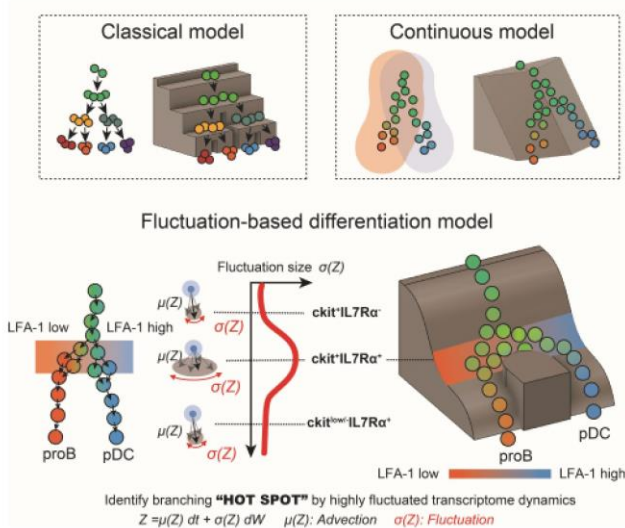 Classical model
Continuous model
Fluctuation-based differentiation model
Fluctuation size σ(Z)
LFA-1 low
LFA-1 high
proB
pDC
μ(Z)
σ(Z)
μ(Z)
σ(Z)
μ(Z)
σ(Z)
ckit⁺IL7Rα⁻
ckit⁺IL7Rα⁺
ckitˡᵒʷ/⁻IL7Rα⁺
proB
pDC
LFA-1 low
LFA-1 high
Identify branching "HOT SPOT" by highly fluctuated transcriptome dynamics
Z =μ(Z) dt + σ(Z) dW μ(Z): Advection σ(Z): Fluctuation